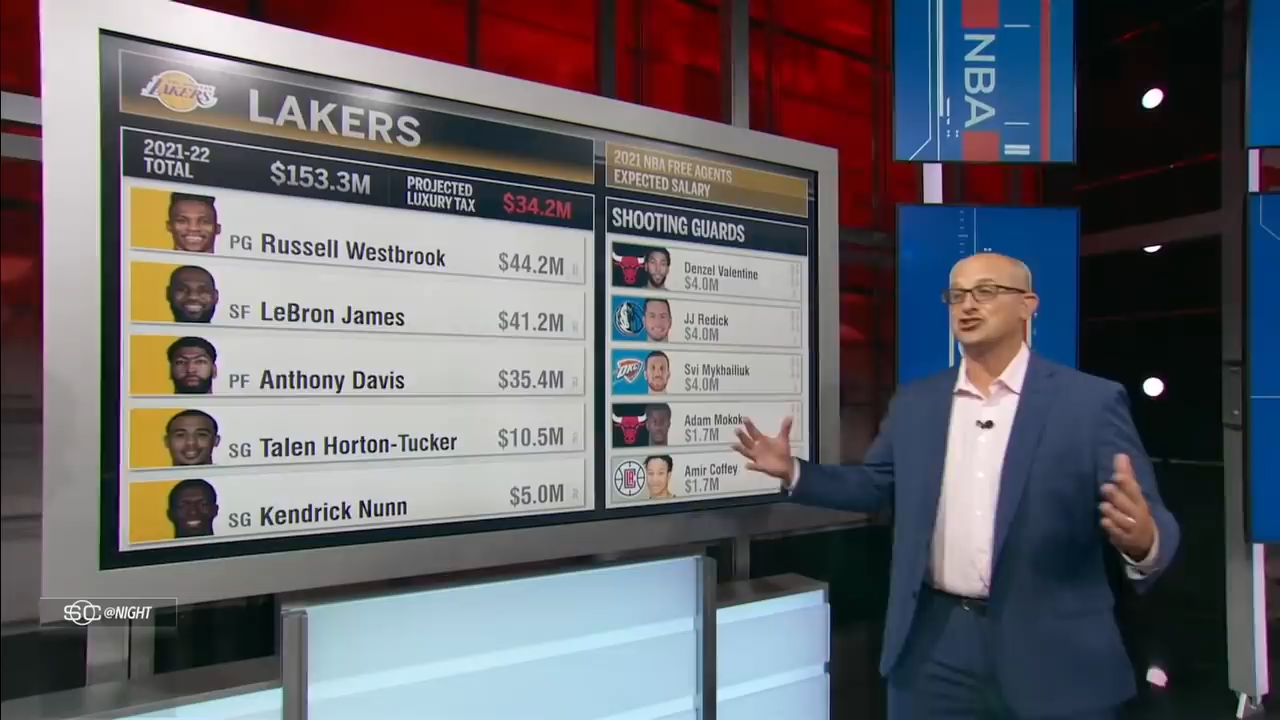 LAKERS
LAKERS
2021-22
TOTAL
$153.3M
PROJECTED
LUXURY TAX
$34.2M
PG Russell Westbrook $44.2M
SF LeBron James $41.2M
PF Anthony Davis $35.4M
SG Talen Horton-Tucker $10.5M
SG Kendrick Nunn $5.0M
2021 NBA FREE AGENTS
EXPECTED SALARY
SHOOTING GUARDS
Denzel Valentine
$4.0M
JJ Redick
$4.0M
Svi Mykhailiuk
$4.0M
OKC
Adam Mokok
$1.7M
Amir Coffey
$1.7M
NBA
SC @NIGHT